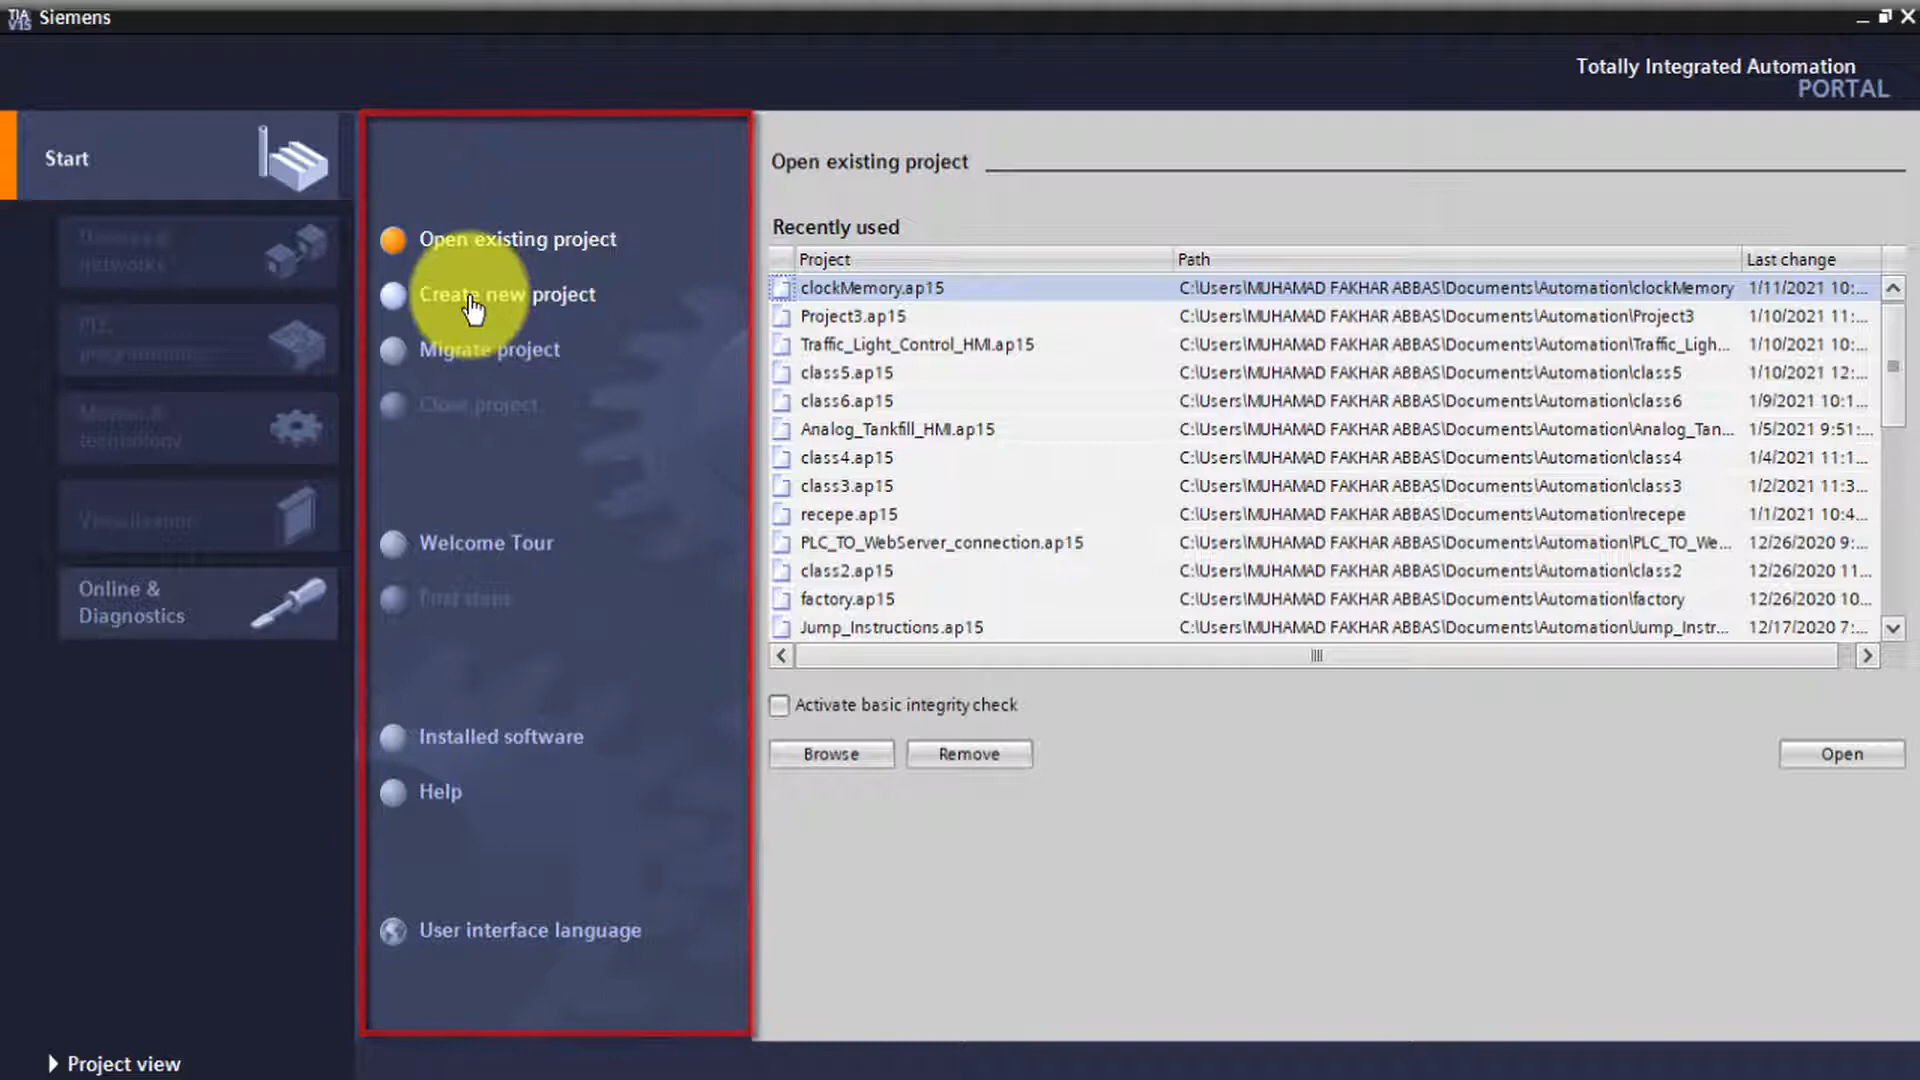 TIA
V15
Siemens
Totally Integrated Automation
PORTAL
Start
networks
PLC
programming
technology
Visualization
Online &
Diagnostics
Open existing project
Create new project
Migrate project
Close project
Welcome Tour
First steps
Installed software
Help
User interface language
Open existing project
Recently used
Project Path Last change
clockMemory.ap15 C:\Users\MUHAMAD FAKHAR ABBAS\Documents\Automation\clockMemory 1/11/2021 10:...
Project3.ap15 C:\Users\MUHAMAD FAKHAR ABBAS\Documents\Automation\Project3 1/10/2021 11:...
Traffic_Light_Control_HMI.ap15 C:\Users\MUHAMAD FAKHAR ABBAS\Documents\Automation\Traffic_Ligh... 1/10/2021 10:...
class5.ap15 C:\Users\MUHAMAD FAKHAR ABBAS\Documents\Automation\class5 1/10/2021 12:...
class6.ap15 C:\Users\MUHAMAD FAKHAR ABBAS\Documents\Automation\class6 1/9/2021 10:1...
Analog_Tankfill_HMI.ap15 C:\Users\MUHAMAD FAKHAR ABBAS\Documents\Automation\Analog_Tan... 1/5/2021 9:51:...
class4.ap15 C:\Users\MUHAMAD FAKHAR ABBAS\Documents\Automation\class4 1/4/2021 11:1...
class3.ap15 C:\Users\MUHAMAD FAKHAR ABBAS\Documents\Automation\class3 1/2/2021 11:3...
recepe.ap15 C:\Users\MUHAMAD FAKHAR ABBAS\Documents\Automation\recepe 1/1/2021 10:4...
PLC_TO_WebServer_connection.ap15 C:\Users\MUHAMAD FAKHAR ABBAS\Documents\Automation\PLC_TO_We... 12/26/2020 9:...
class2.ap15 C:\Users\MUHAMAD FAKHAR ABBAS\Documents\Automation\class2 12/26/2020 11...
factory.ap15 C:\Users\MUHAMAD FAKHAR ABBAS\Documents\Automation\factory 12/26/2020 10...
Jump_Instructions.ap15 C:\Users\MUHAMAD FAKHAR ABBAS\Documents\Automation\Jump_Instr... 12/17/2020 7:...
Activate basic integrity check
Browse Remove Open
Project view